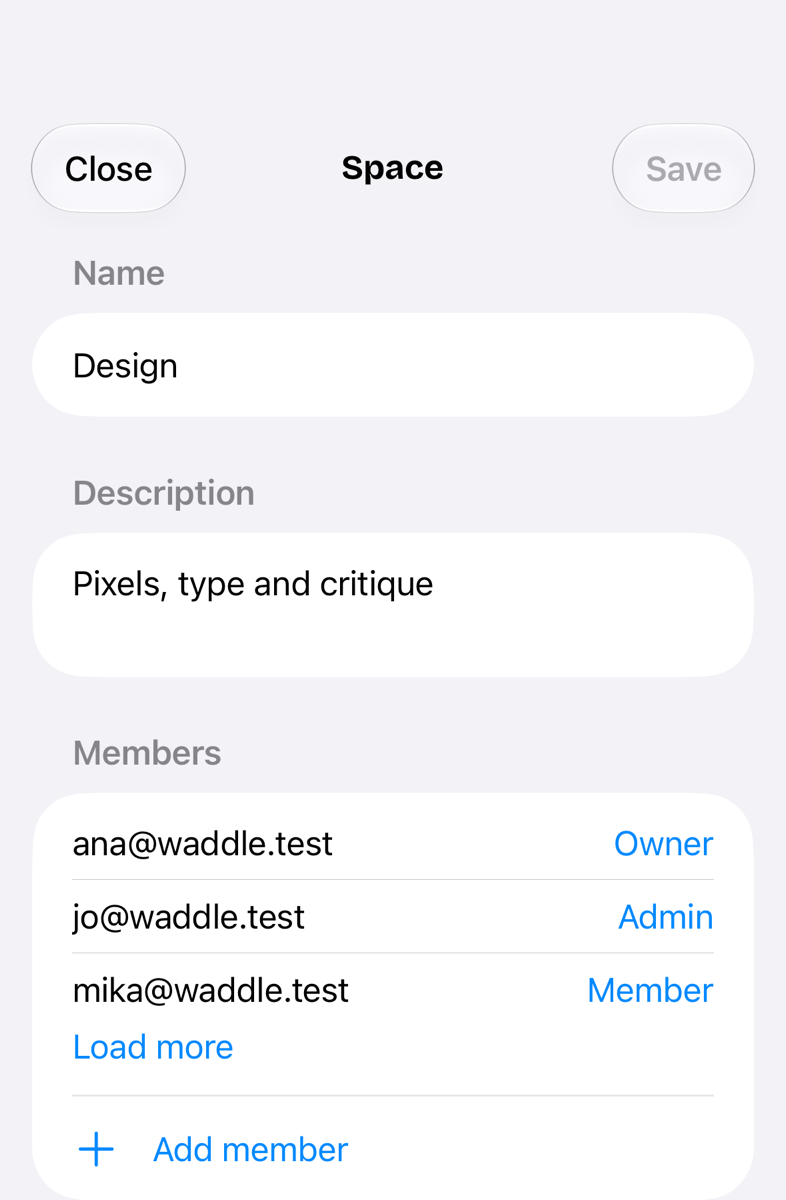 Close Space Save
Name
Design
Description
Pixels, type and critique
Members
ana@waddle.test Owner
jo@waddle.test Admin
mika@waddle.test Member
Load more
Add member